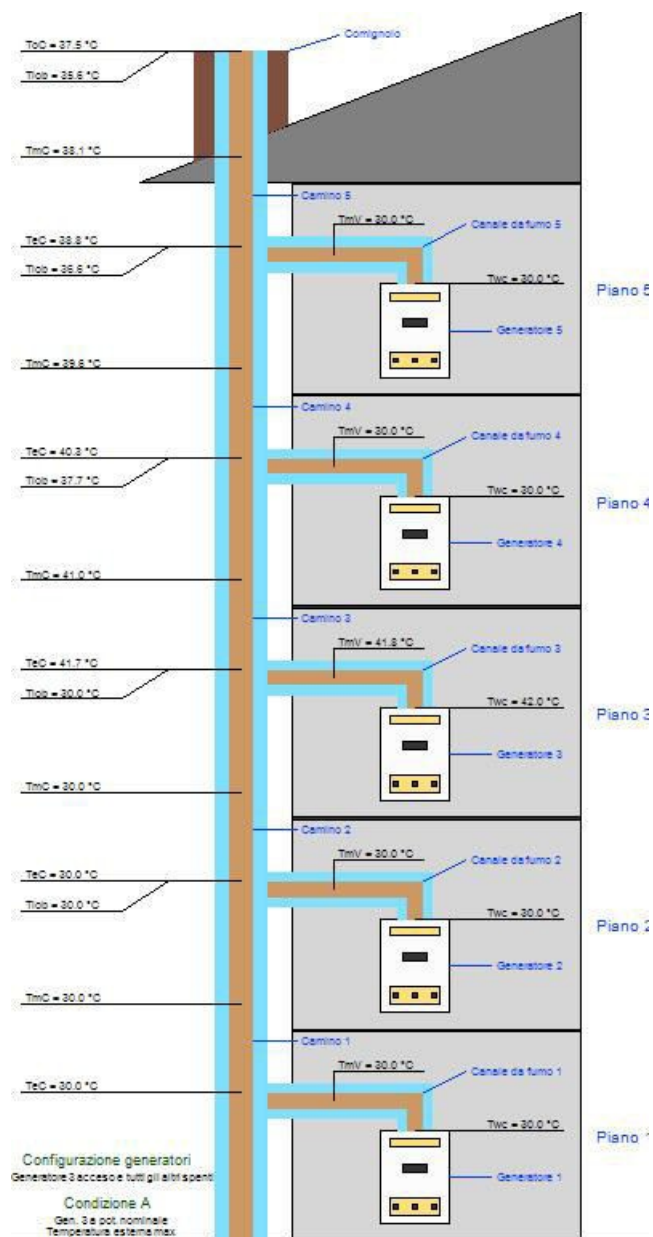 ToC = 37.5 °C
Comignolo
Tiob = 35.6 °C
TmC = 38.1 °C
Camino 5
TmV = 30.0 °C
Canale da fumo 5
TeC = 38.8 °C
Tiob = 36.6 °C
Twc = 30.0 °C
Piano 5
Generatore 5
TmC = 39.6 °C
Camino 4
TmV = 30.0 °C
Canale da fumo 4
TeC = 40.3 °C
Tiob = 37.7 °C
Twc = 30.0 °C
Piano 4
Generatore 4
TmC = 41.0 °C
Camino 3
TmV = 41.8 °C
Canale da fumo 3
TeC = 41.7 °C
Tiob = 30.0 °C
Twc = 42.0 °C
Piano 3
Generatore 3
TmC = 30.0 °C
Camino 2
TmV = 30.0 °C
Canale da fumo 2
TeC = 30.0 °C
Tiob = 30.0 °C
Twc = 30.0 °C
Piano 2
Generatore 2
TmC = 30.0 °C
Camino 1
TmV = 30.0 °C
Canale da fumo 1
TeC = 30.0 °C
Twc = 30.0 °C
Piano 1
Generatore 1
Configurazione generatori
Generatore 3 acceso e tutti gli altri spenti
Condizione A
Gen. 3 a pot. nominale
Temperatura esterna max